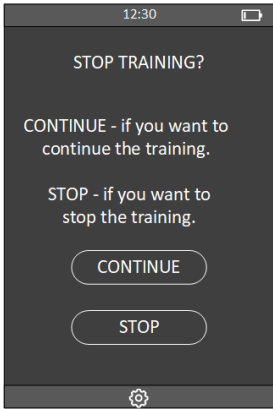 12:30
STOP TRAINING?
CONTINUE - if you want to
continue the training.
STOP - if you want to
stop the training.
CONTINUE
STOP